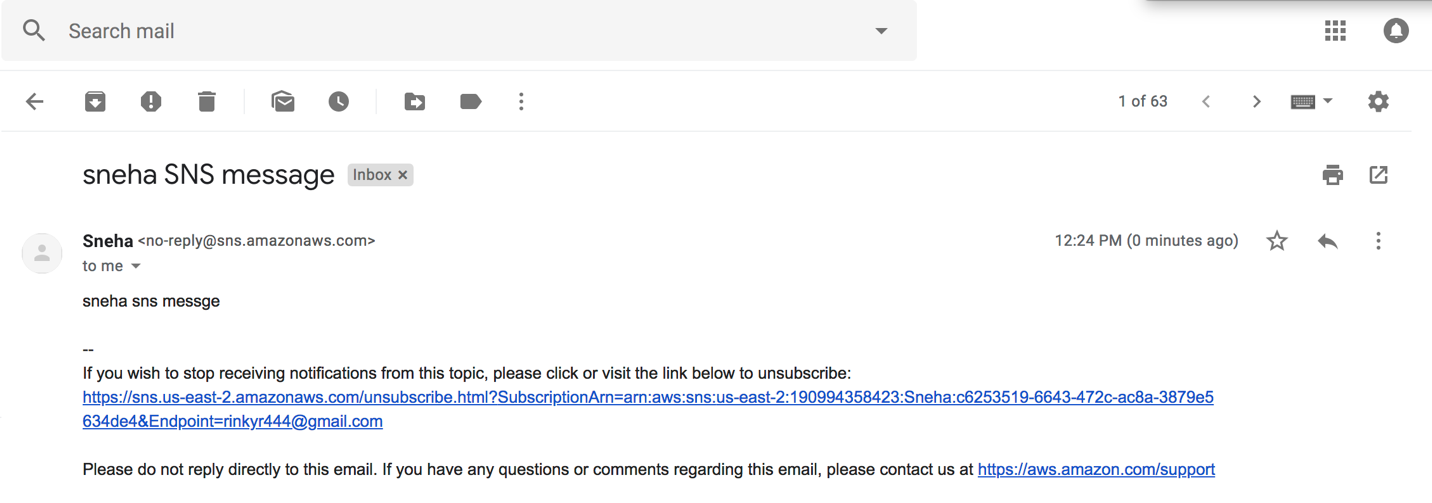 Search mail
1 of 63
sneha SNS message Inbox ×
Sneha <no-reply@sns.amazonaws.com> 12:24 PM (0 minutes ago)
to me
sneha sns messge
--
If you wish to stop receiving notifications from this topic, please click or visit the link below to unsubscribe:
https://sns.us-east-2.amazonaws.com/unsubscribe.html?SubscriptionArn=arn:aws:sns:us-east-2:190994358423:Sneha:c6253519-6643-472c-ac8a-3879e5
634de4&Endpoint=rinkyr444@gmail.com
Please do not reply directly to this email. If you have any questions or comments regarding this email, please contact us at https://aws.amazon.com/support